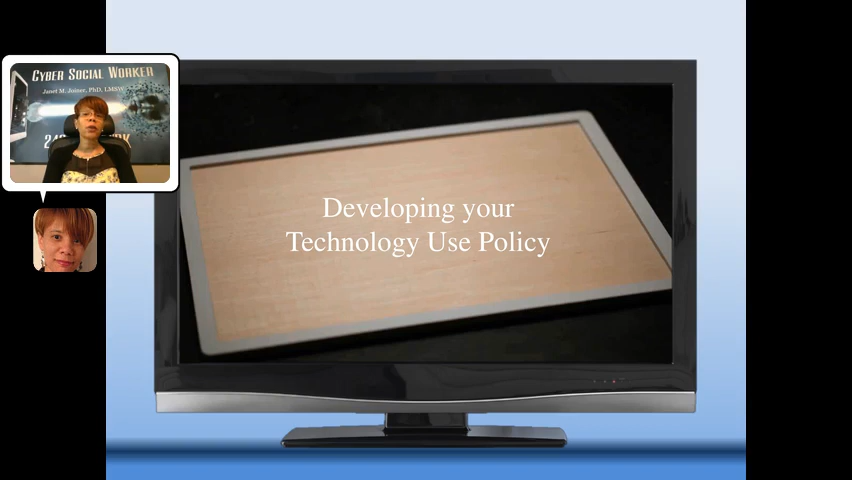 CYBER SOCIAL WORKER
Janet M. Joiner, PhD, LMSW
Developing your
Technology Use Policy